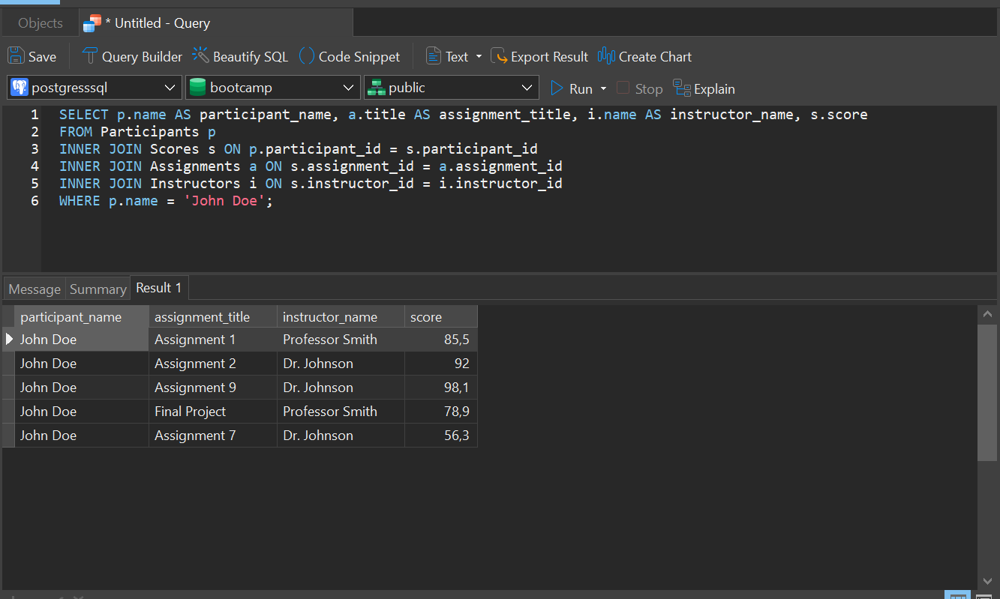 Objects * Untitled - Query
Save Query Builder Beautify SQL () Code Snippet Text Export Result Create Chart
postgresssql bootcamp public Run Stop Explain
1 SELECT p.name AS participant_name, a.title AS assignment_title, i.name AS instructor_name, s.score
2 FROM Participants p
3 INNER JOIN Scores s ON p.participant_id = s.participant_id
4 INNER JOIN Assignments a ON s.assignment_id = a.assignment_id
5 INNER JOIN Instructors i ON s.instructor_id = i.instructor_id
6 WHERE p.name = 'John Doe';
Message Summary Result 1
participant_name assignment_title instructor_name score
John Doe Assignment 1 Professor Smith 85,5
John Doe Assignment 2 Dr. Johnson 92
John Doe Assignment 9 Dr. Johnson 98,1
John Doe Final Project Professor Smith 78,9
John Doe Assignment 7 Dr. Johnson 56,3